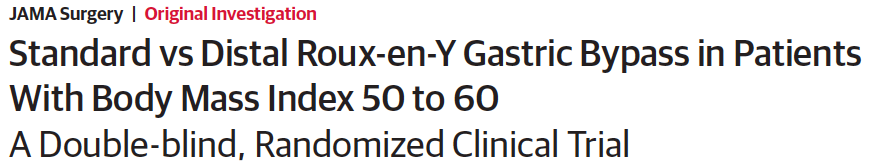 JAMA Surgery | Original Investigation
Standard vs Distal Roux-en-Y Gastric Bypass in Patients
With Body Mass Index 50 to 60
A Double-blind, Randomized Clinical Trial